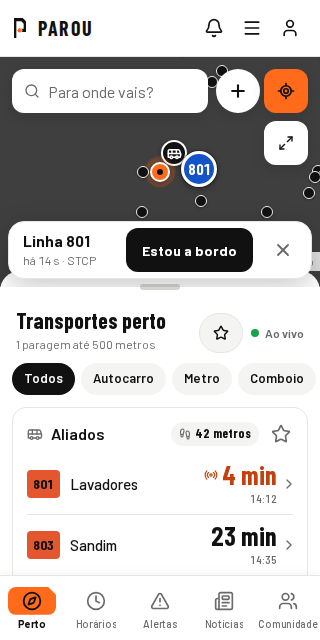 PAROU
Para onde vais?
801
Linha 801
há 14 s · STCP
Estou a bordo
Transportes perto
1 paragem até 500 metros
Ao vivo
Todos
Autocarro
Metro
Comboio
Aliados
42 metros
801
Lavadores
4 min
14:12
803
Sandim
23 min
14:35
Perto
Horários
Alertas
Notícias
Comunidade